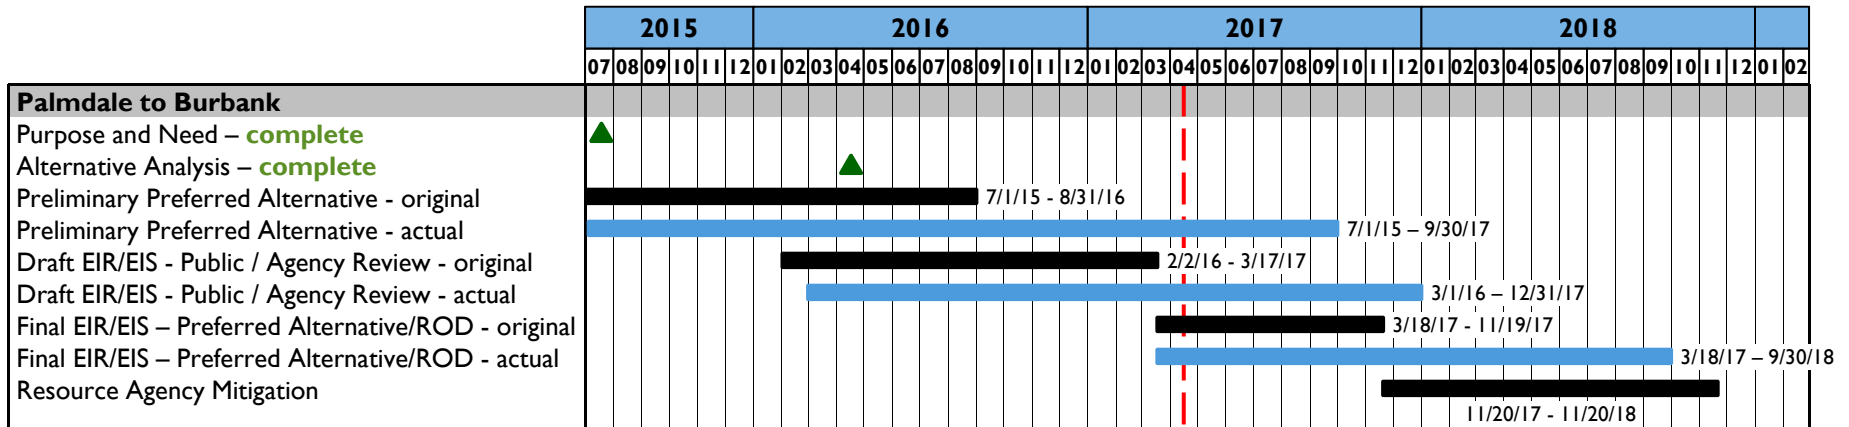 2015 2016 2017 2018
07 08 09 10 11 12 01 02 03 04 05 06 07 08 09 10 11 12 01 02 03 04 05 06 07 08 09 10 11 12 01 02 03 04 05 06 07 08 09 10 11 12 01 02
Palmdale to Burbank
Purpose and Need – complete
Alternative Analysis – complete
Preliminary Preferred Alternative - original 7/1/15 - 8/31/16
Preliminary Preferred Alternative - actual 7/1/15 – 9/30/17
Draft EIR/EIS - Public / Agency Review - original 2/2/16 - 3/17/17
Draft EIR/EIS - Public / Agency Review - actual 3/1/16 – 12/31/17
Final EIR/EIS – Preferred Alternative/ROD - original 3/18/17 - 11/19/17
Final EIR/EIS – Preferred Alternative/ROD - actual 3/18/17 – 9/30/18
Resource Agency Mitigation
11/20/17 - 11/20/18